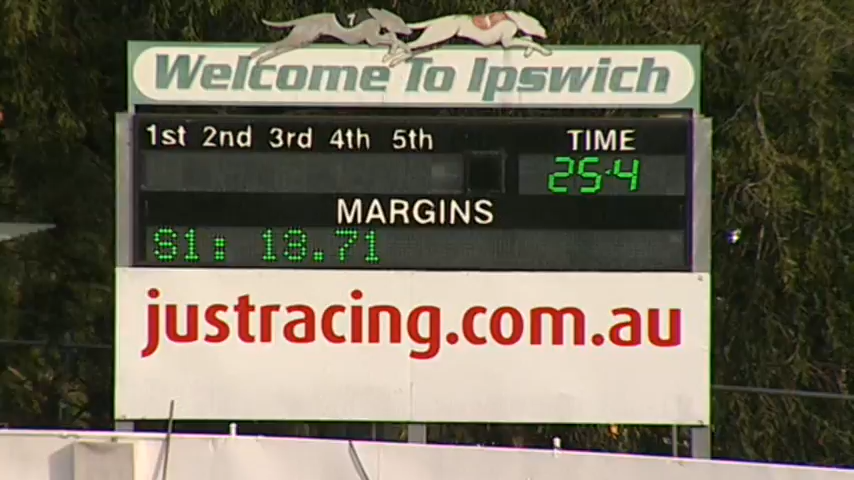 Welcome To Ipswich
1st 2nd 3rd 4th 5th TIME
25.4
MARGINS
S1: 18.71
justracing.com.au